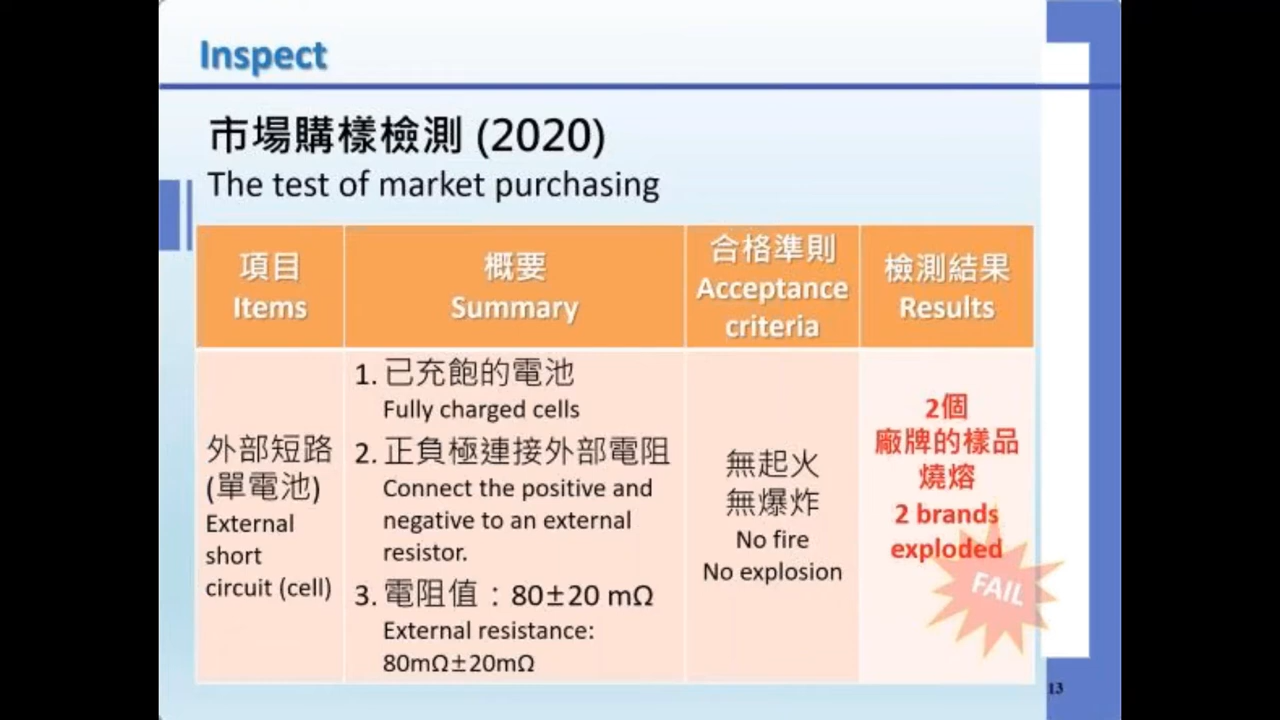 Inspect
市場購樣檢測 (2020)
The test of market purchasing
項目
Items
概要
Summary
合格準則
Acceptance
criteria
檢測結果
Results
外部短路
(單電池)
External
short
circuit (cell)
1. 已充飽的電池
Fully charged cells
2. 正負極連接外部電阻
Connect the positive and
negative to an external
resistor.
3. 電阻值：80±20 mΩ
External resistance:
80mΩ±20mΩ
無起火
無爆炸
No fire
No explosion
2個
廠牌的樣品
燒熔
2 brands
exploded
FAIL
13